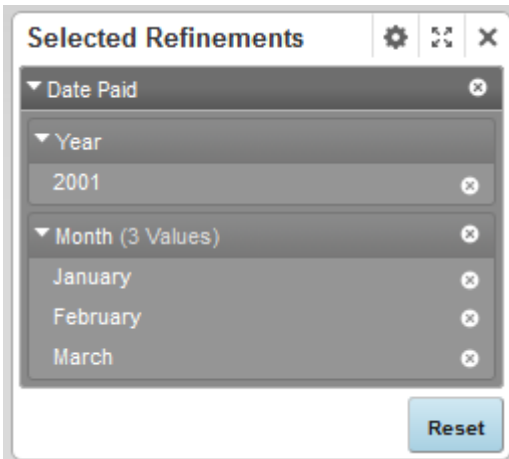 Selected Refinements
Date Paid
Year
2001
Month (3 Values)
January
February
March
Reset